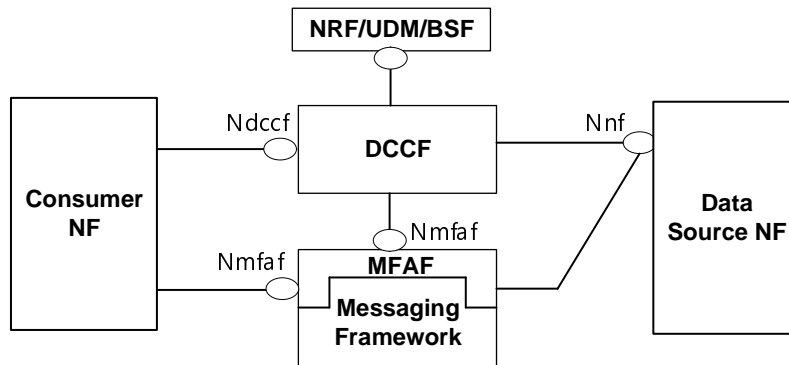 NRF/UDM/BSF
Ndccf
Nnf
DCCF
Consumer
NF
Data
Source NF
Nmfaf
Nmfaf
MFAF
Messaging
Framework